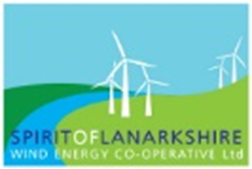 SPIRITOFLANARKSHIRE
WIND ENERGY CO-OPERATIVE Ltd